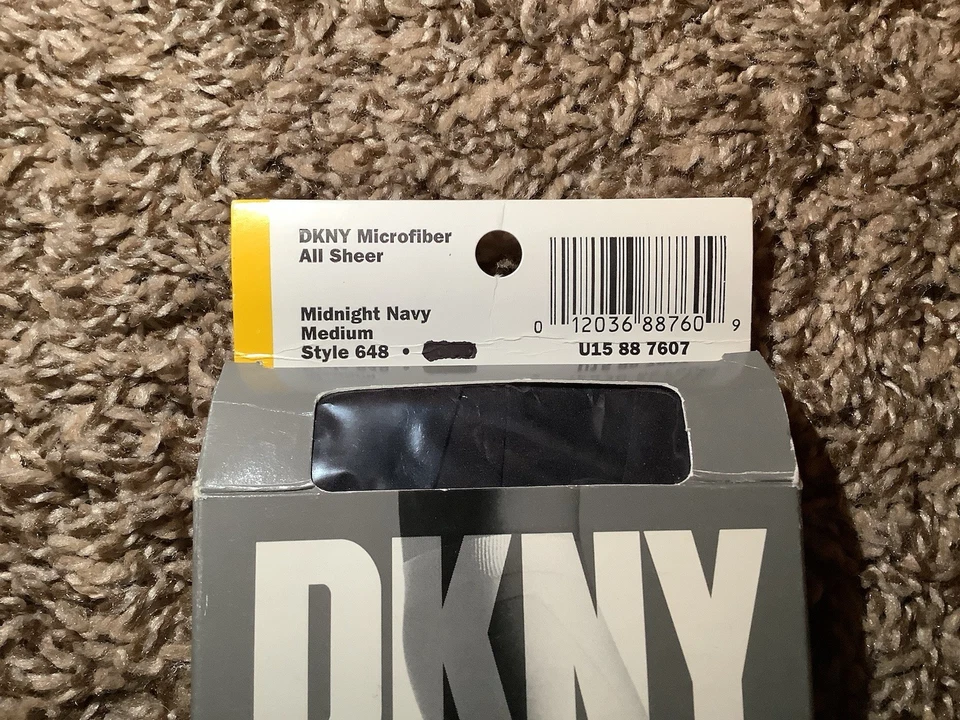 DKNY Microfiber
All Sheer
Midnight Navy
Medium
Style 648 •
0 12036 88760 9
U15 88 7607
DKNY